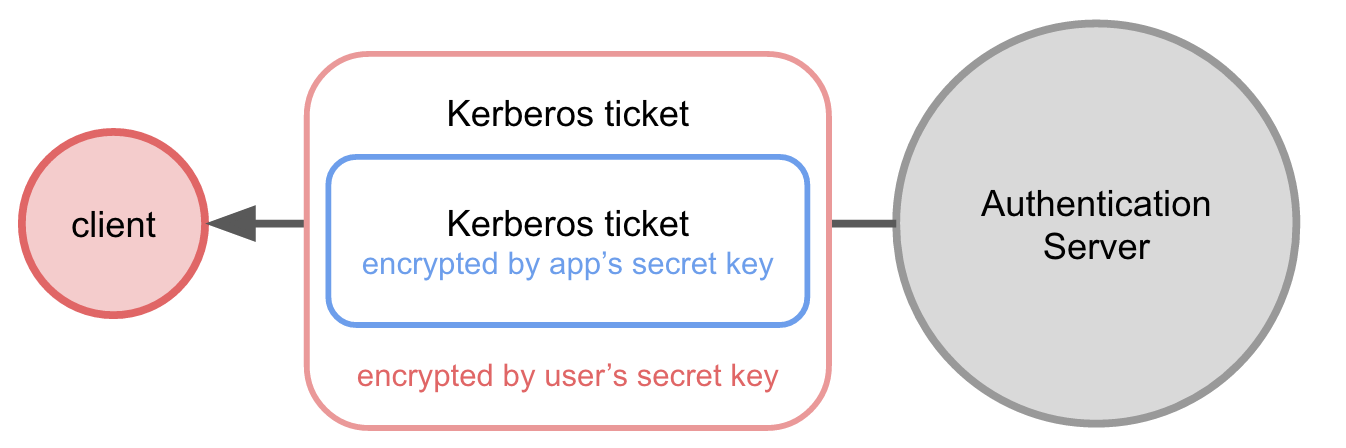 Kerberos ticket
client
Kerberos ticket
encrypted by app’s secret key
encrypted by user’s secret key
Authentication
Server